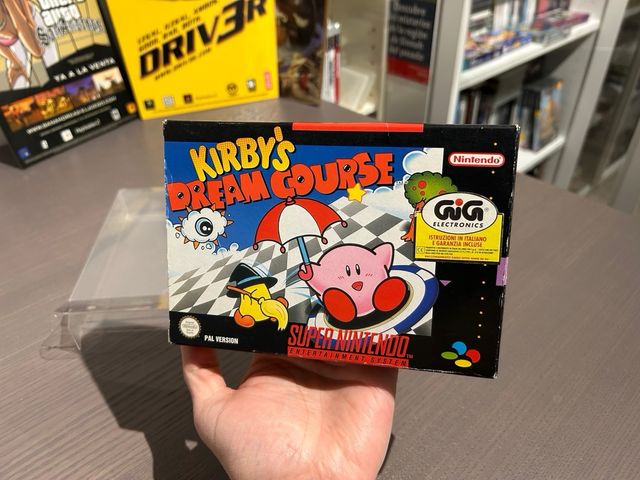 DRIV3R
YA A LA VENTA
KIRBY'S
DREAM COURSE
Nintendo
GiG
ELECTRONICS
ISTRUZIONI IN ITALIANO
E GARANZIA INCLUSE
PAL VERSION
SUPER NINTENDO
ENTERTAINMENT SYSTEM